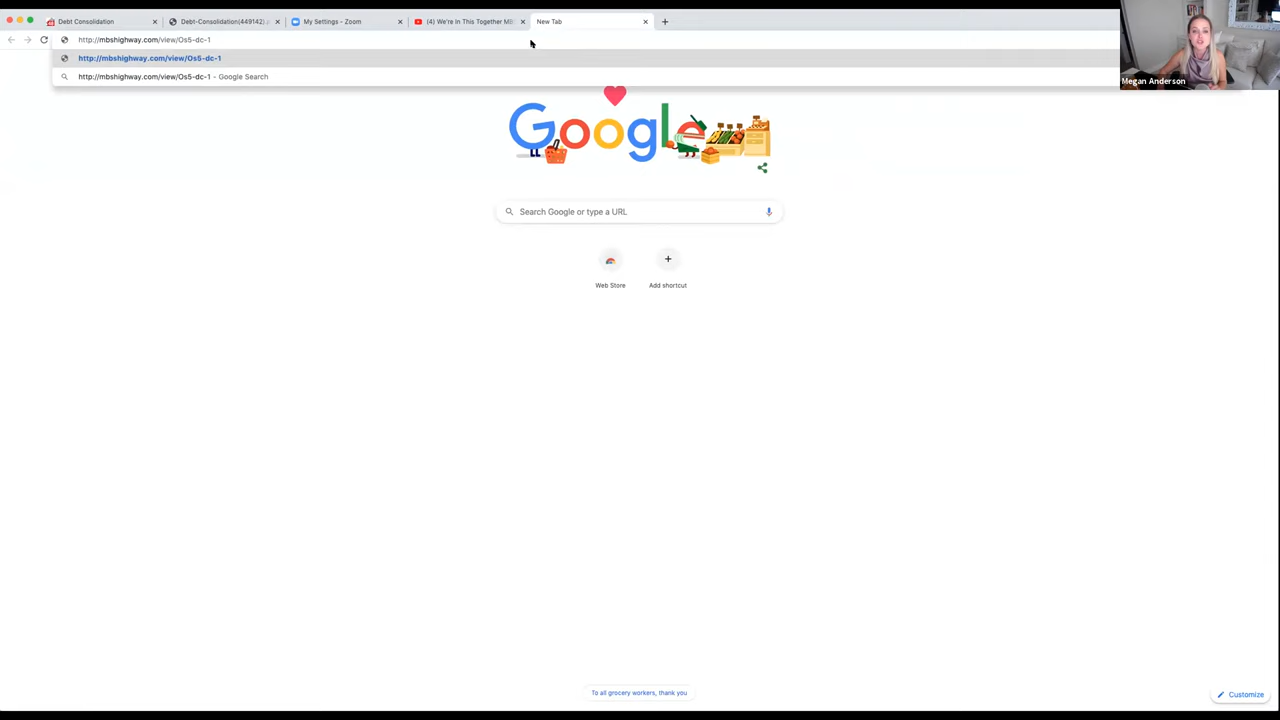 Debt Consolidation
Debt-Consolidation(449142).
My Settings - Zoom
(4) We're In This Together MB
New Tab
http://mbshighway.com/view/Os5-dc-1
http://mbshighway.com/view/Os5-dc-1
http://mbshighway.com/view/Os5-dc-1 - Google Search
Megan Anderson
Google
Search Google or type a URL
Web Store
Add shortcut
To all grocery workers, thank you
Customize